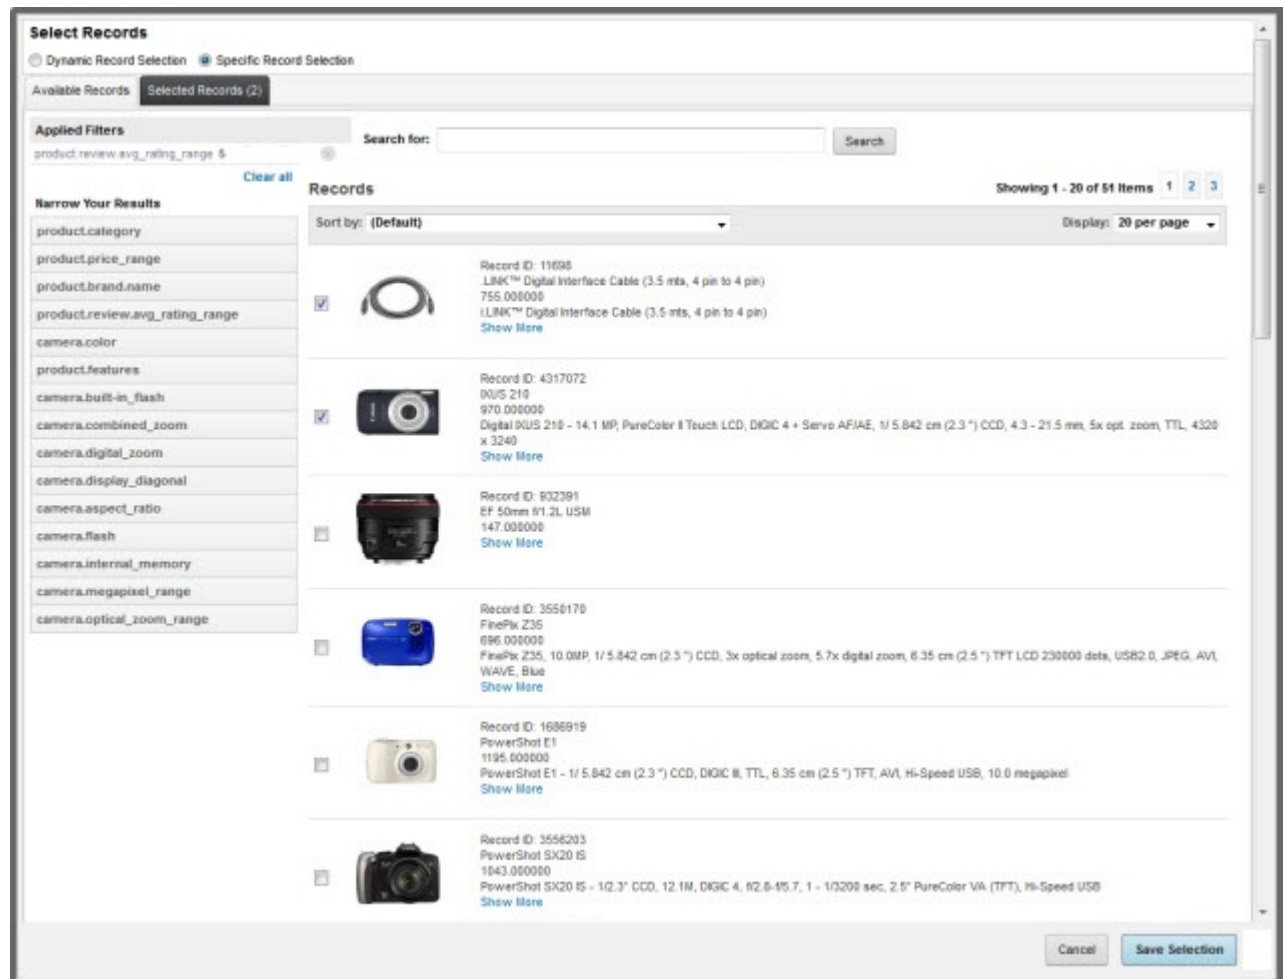 Select Records
Dynamic Record Selection Specific Record Selection
Available Records Selected Records (2)
Applied Filters
product.review.avg_rating_range 5
Clear all
Narrow Your Results
product.category
product.price_range
product.brand.name
product.review.avg_rating_range
camera.color
product.features
camera.built-in_flash
camera.combined_zoom
camera.digital_zoom
camera.display_diagonal
camera.aspect_ratio
camera.flash
camera.internal_memory
camera.megapixel_range
camera.optical_zoom_range
Search for: Search
Records Showing 1 - 20 of 51 Items 1 2 3
Sort by: (Default) Display: 20 per page
Record ID: 11698
.LINK™ Digital Interface Cable (3.5 mts, 4 pin to 4 pin)
755.000000
i.LINK™ Digital Interface Cable (3.5 mts, 4 pin to 4 pin)
Show More
Record ID: 4317072
IXUS 210
970.000000
Digital IXUS 210 - 14.1 MP, PureColor II Touch LCD, DIGIC 4 + Servo AF/AE, 1/ 5.842 cm (2.3 ") CCD, 4.3 - 21.5 mm, 5x opt. zoom, TTL, 4320
x 3240
Show More
Record ID: 932391
EF 50mm f/1.2L USM
147.000000
Show More
Record ID: 3550170
FinePix Z35
696.000000
FinePix Z35, 10.0MP, 1/ 5.842 cm (2.3 ") CCD, 3x optical zoom, 5.7x digital zoom, 6.35 cm (2.5 ") TFT LCD 230000 dots, USB2.0, JPEG, AVI,
WAVE, Blue
Show More
Record ID: 1686919
PowerShot E1
1195.000000
PowerShot E1 - 1/ 5.842 cm (2.3 ") CCD, DIGIC III, TTL, 6.35 cm (2.5 ") TFT, AVI, Hi-Speed USB, 10.0 megapixel
Show More
Record ID: 3556203
PowerShot SX20 IS
1043.000000
PowerShot SX20 IS - 1/2.3" CCD, 12.1M, DIGIC 4, f/2.8-f/5.7, 1 - 1/3200 sec, 2.5" PureColor VA (TFT), Hi-Speed USB
Show More
Cancel Save Selection